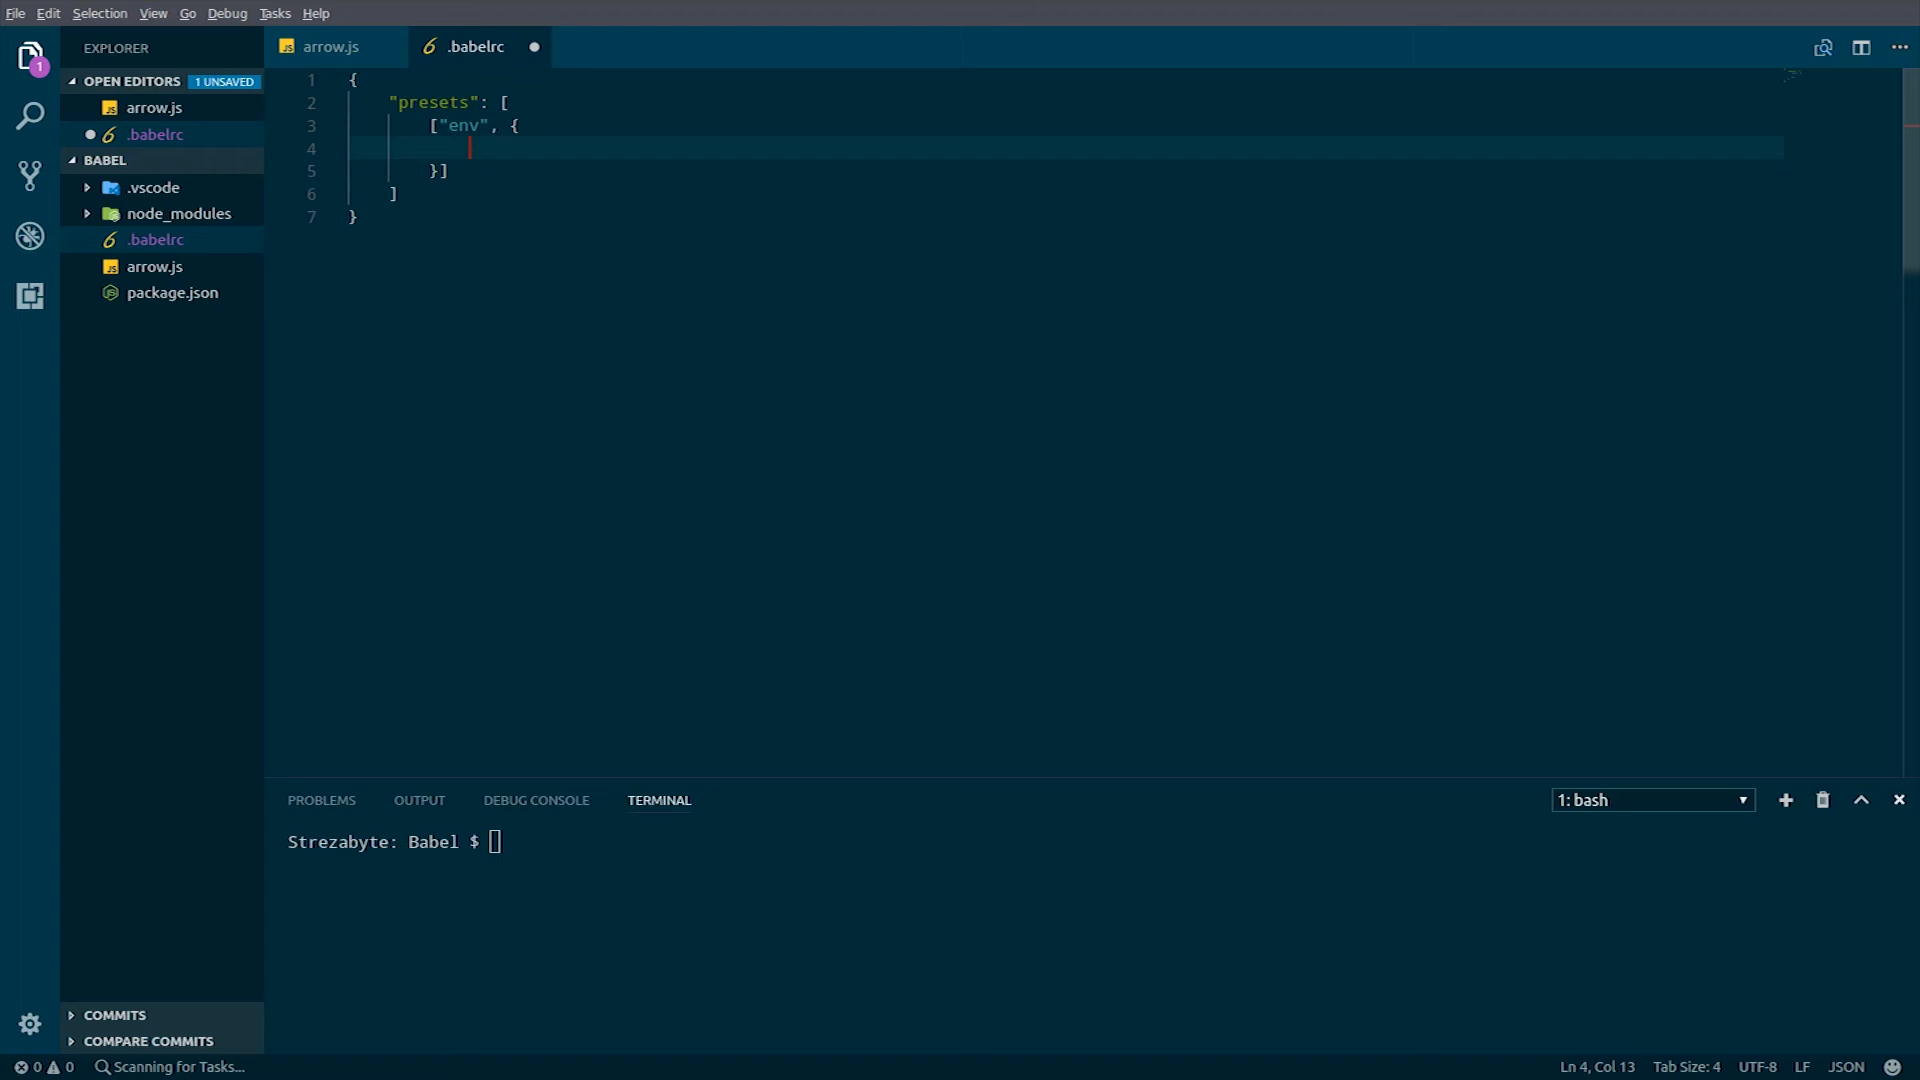 File Edit Selection View Go Debug Tasks Help
EXPLORER
OPEN EDITORS 1 UNSAVED
arrow.js
.babelrc
BABEL
.vscode
node_modules
.babelrc
arrow.js
package.json
COMMITS
COMPARE COMMITS
1
arrow.js .babelrc
1 {
2 "presets": [
3 ["env", {
4
5 }]
6 ]
7 }
PROBLEMS OUTPUT DEBUG CONSOLE TERMINAL 1: bash
Strezabyte: Babel $
0 0 Scanning for Tasks... Ln 4, Col 13 Tab Size: 4 UTF-8 LF JSON